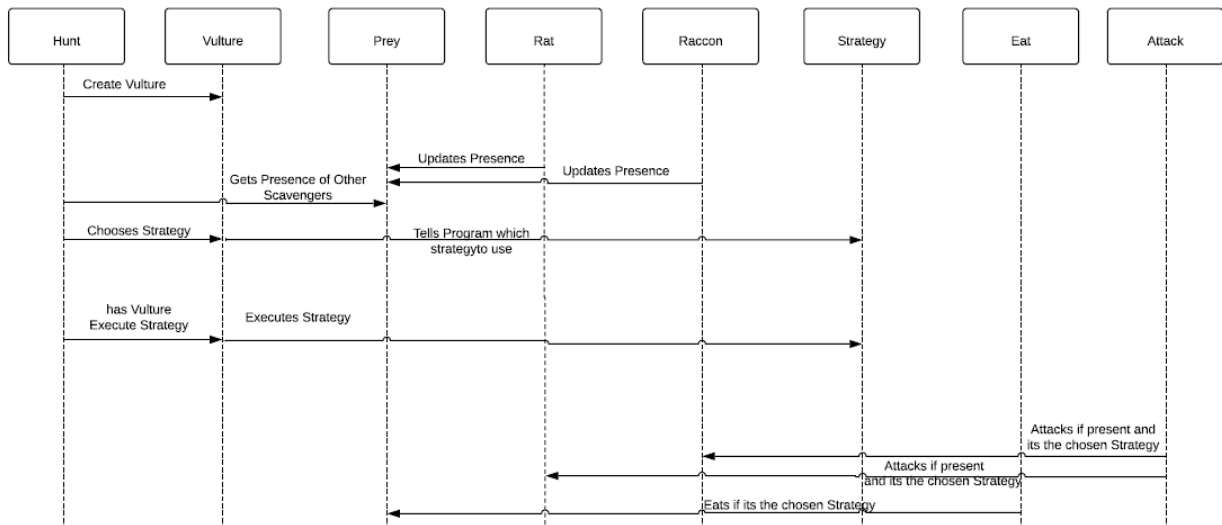 Hunt
Vulture
Prey
Rat
Raccon
Strategy
Eat
Attack
Create Vulture
Updates Presence
Updates Presence
Gets Presence of Other
Scavengers
Chooses Strategy
Tells Program which
strategyto use
has Vulture
Execute Strategy
Executes Strategy
Attacks if present and
its the chosen Strategy
Attacks if present
and its the chosen Strategy
Eats if its the chosen Strategy